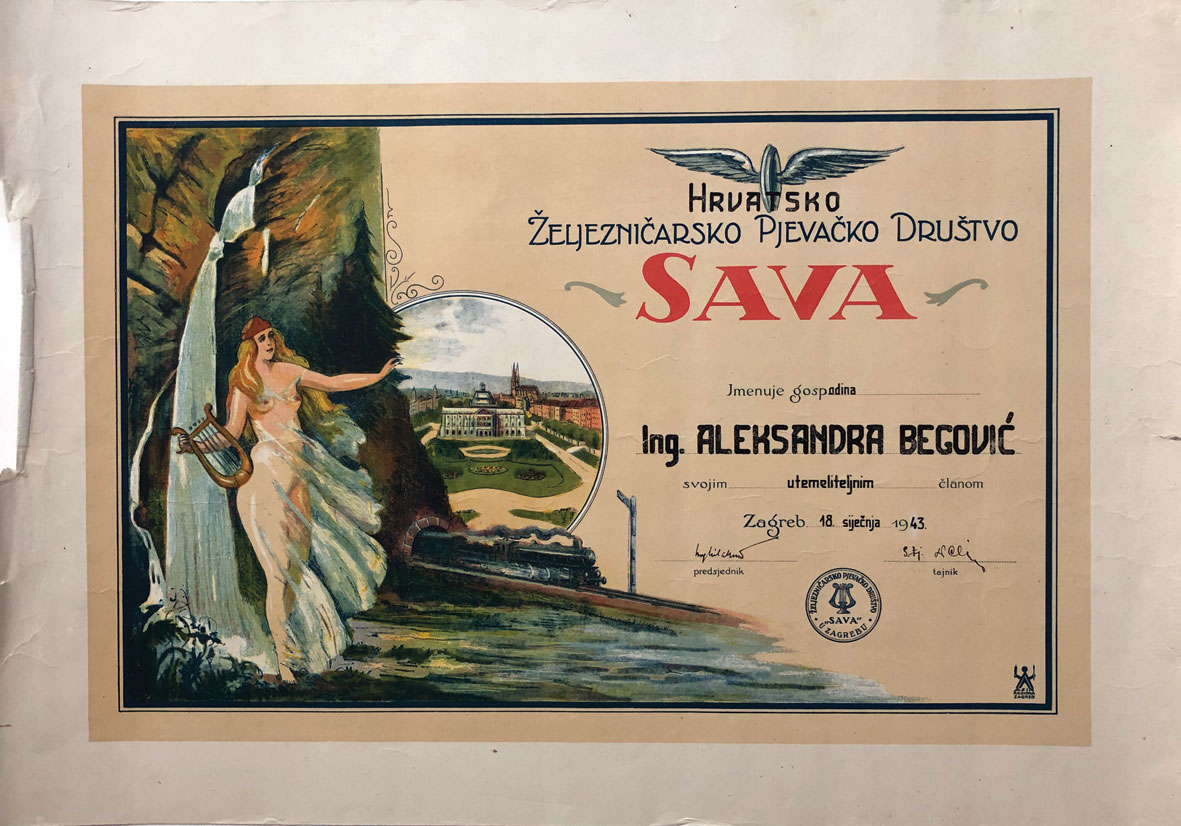 HRVATSKO
ŽELJEZNIČARSKO PJEVAČKO DRUŠTVO
SAVA
Jmenuje gospodina
Ing. ALEKSANDRA BEGOVIĆ
svojim utemeliteljnim članom
Zagreb 18. siječnja 1943.
predsjednik tajnik
ŽELJEZNIČARSKO PJEVAČKO DRUŠTVO
„SAVA"
U ZAGREBU
ZAGREB